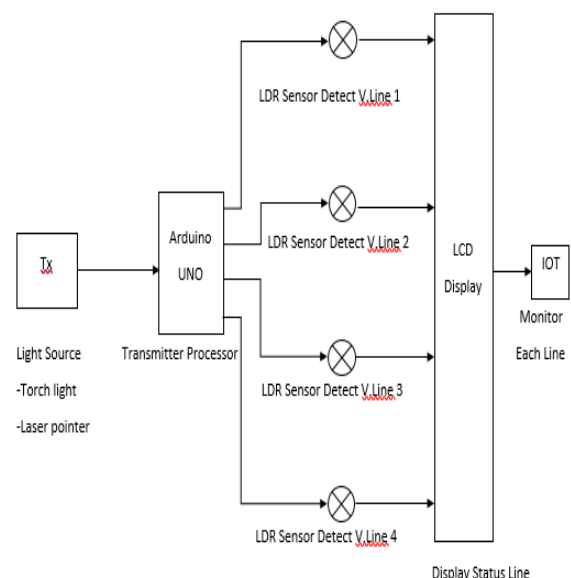 LDR Sensor Detect V.Line 1
Arduino
UNO
LDR Sensor Detect V.Line 2
Tx
LCD
Display
IOT
Monitor
Each Line
Light Source
-Torch light
-Laser pointer
Transmitter Processor
LDR Sensor Detect V.Line 3
LDR Sensor Detect V.Line 4
Display Status Line